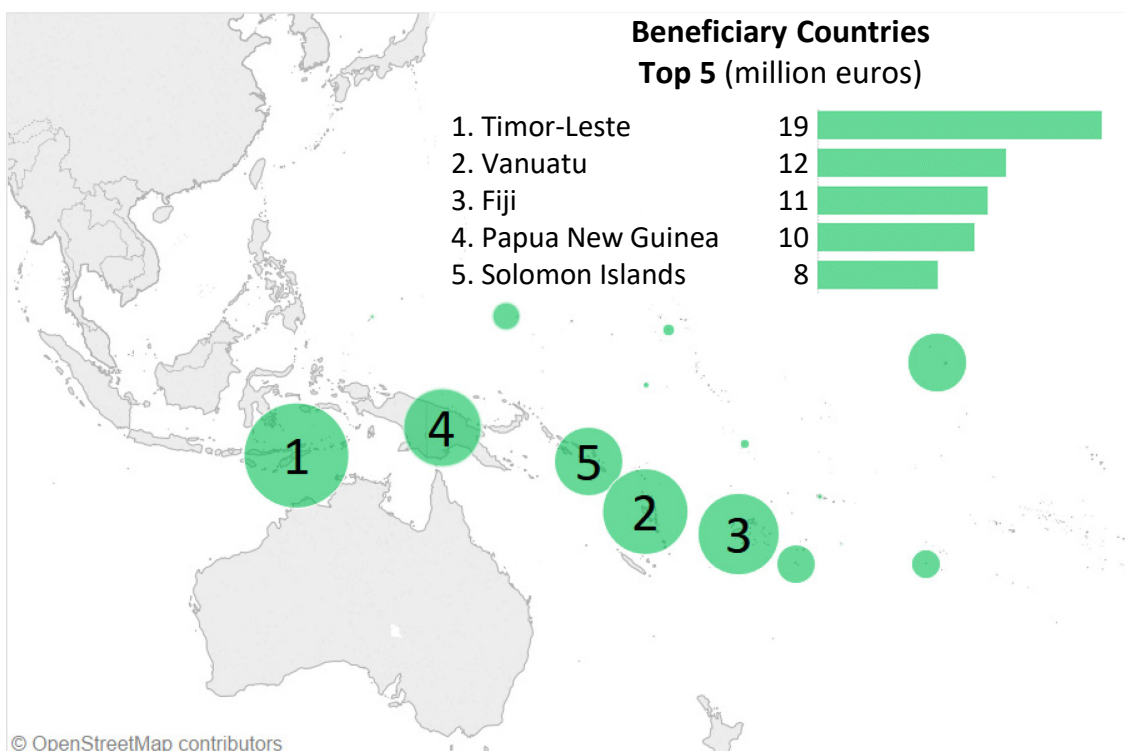 Beneficiary Countries
Top 5 (million euros)
1. Timor-Leste 19
2. Vanuatu 12
3. Fiji 11
4. Papua New Guinea 10
5. Solomon Islands 8
4
1
5
2
3
© OpenStreetMap contributors